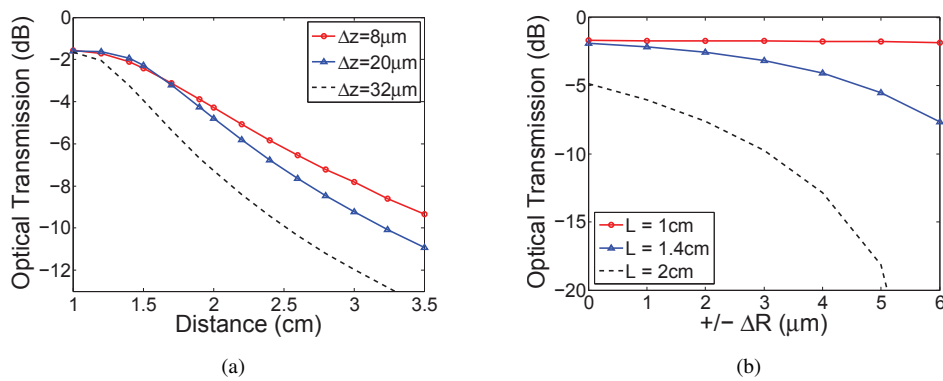 Optical Transmission (dB)
0
−2
−4
−6
−8
−10
−12
1
1.5
2
2.5
3
3.5
Distance (cm)
Δz=8μm
Δz=20μm
Δz=32μm
(a)
Optical Transmission (dB)
0
−5
−10
−15
−20
0
1
2
3
4
5
6
+/− ΔR (μm)
L = 1cm
L = 1.4cm
L = 2cm
(b)